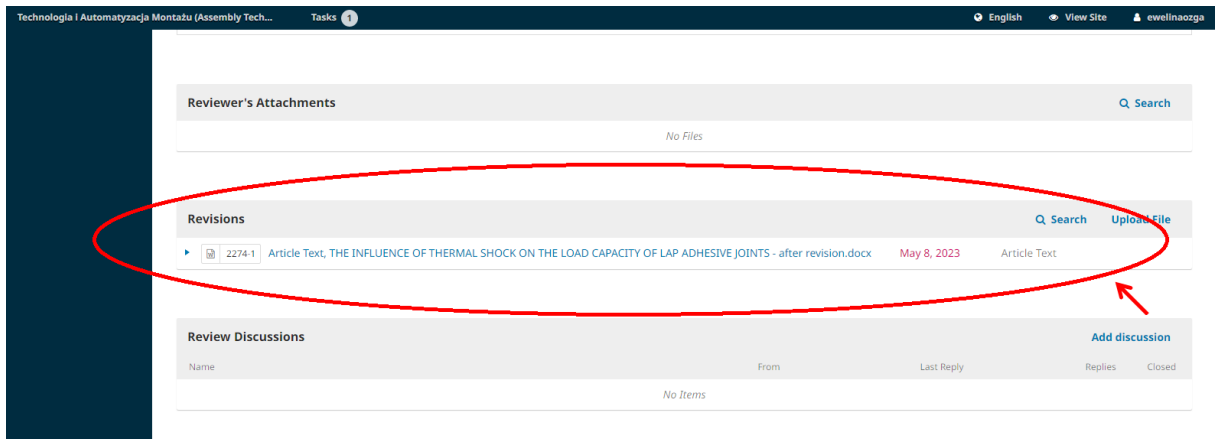 Technologia i Automatyzacja Montażu (Assembly Tech... Tasks 1 English View Site ewelinaozga
Reviewer's Attachments Search
No Files
Revisions Search Upload File
2274-1 Article Text, THE INFLUENCE OF THERMAL SHOCK ON THE LOAD CAPACITY OF LAP ADHESIVE JOINTS - after revision.docx May 8, 2023 Article Text
Review Discussions Add discussion
Name From Last Reply Replies Closed
No Items